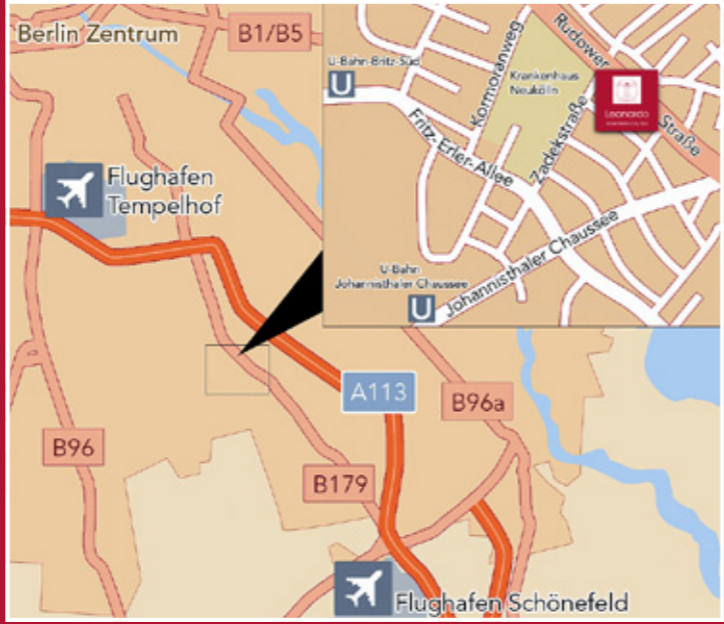 Berlin Zentrum
B1/B5
Flughafen
Tempelhof
A113
B96a
B96
B179
Flughafen Schönefeld
U-Bahn-Britz-Süd
U
Kormoranweg
Krankenhaus
Neukölln
Rudower
Straße
Leonardo
Fritz-Erler-Allee
Zadekstraße
U-Bahn
Johannisthaler Chaussee
U
Johannisthaler Chaussee